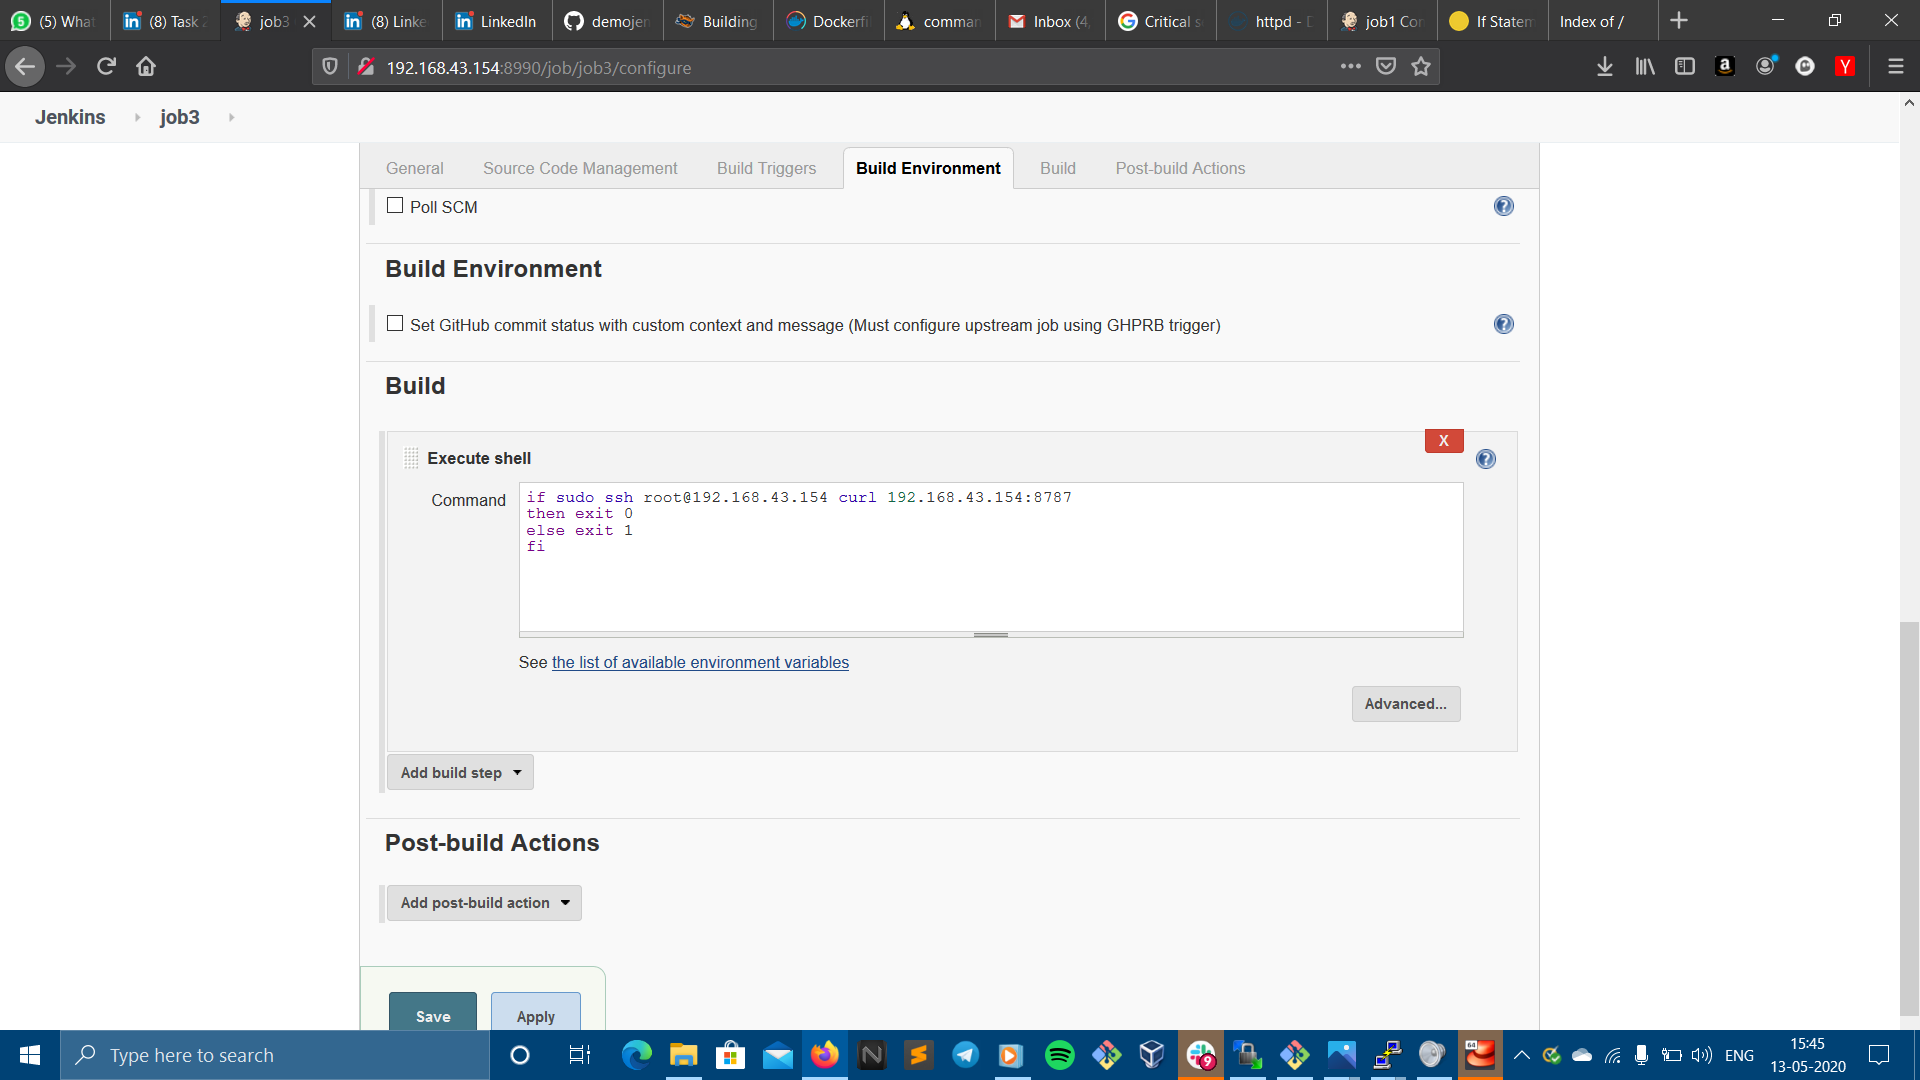 (5) What
(8) Task 2
job3
(8) Linke
LinkedIn
demojen
Building
Dockerfi
comman
Inbox (4,
Critical s
httpd - D
job1 Con
If Statem
Index of /
192.168.43.154:8990/job/job3/configure
Jenkins
job3
General
Source Code Management
Build Triggers
Build Environment
Build
Post-build Actions
Poll SCM
Build Environment
Set GitHub commit status with custom context and message (Must configure upstream job using GHPRB trigger)
Build
X
Execute shell
Command
if sudo ssh root@192.168.43.154 curl 192.168.43.154:8787
then exit 0
else exit 1
fi
See the list of available environment variables
Advanced...
Add build step
Post-build Actions
Add post-build action
Save
Apply
Type here to search
ENG
15:45
13-05-2020